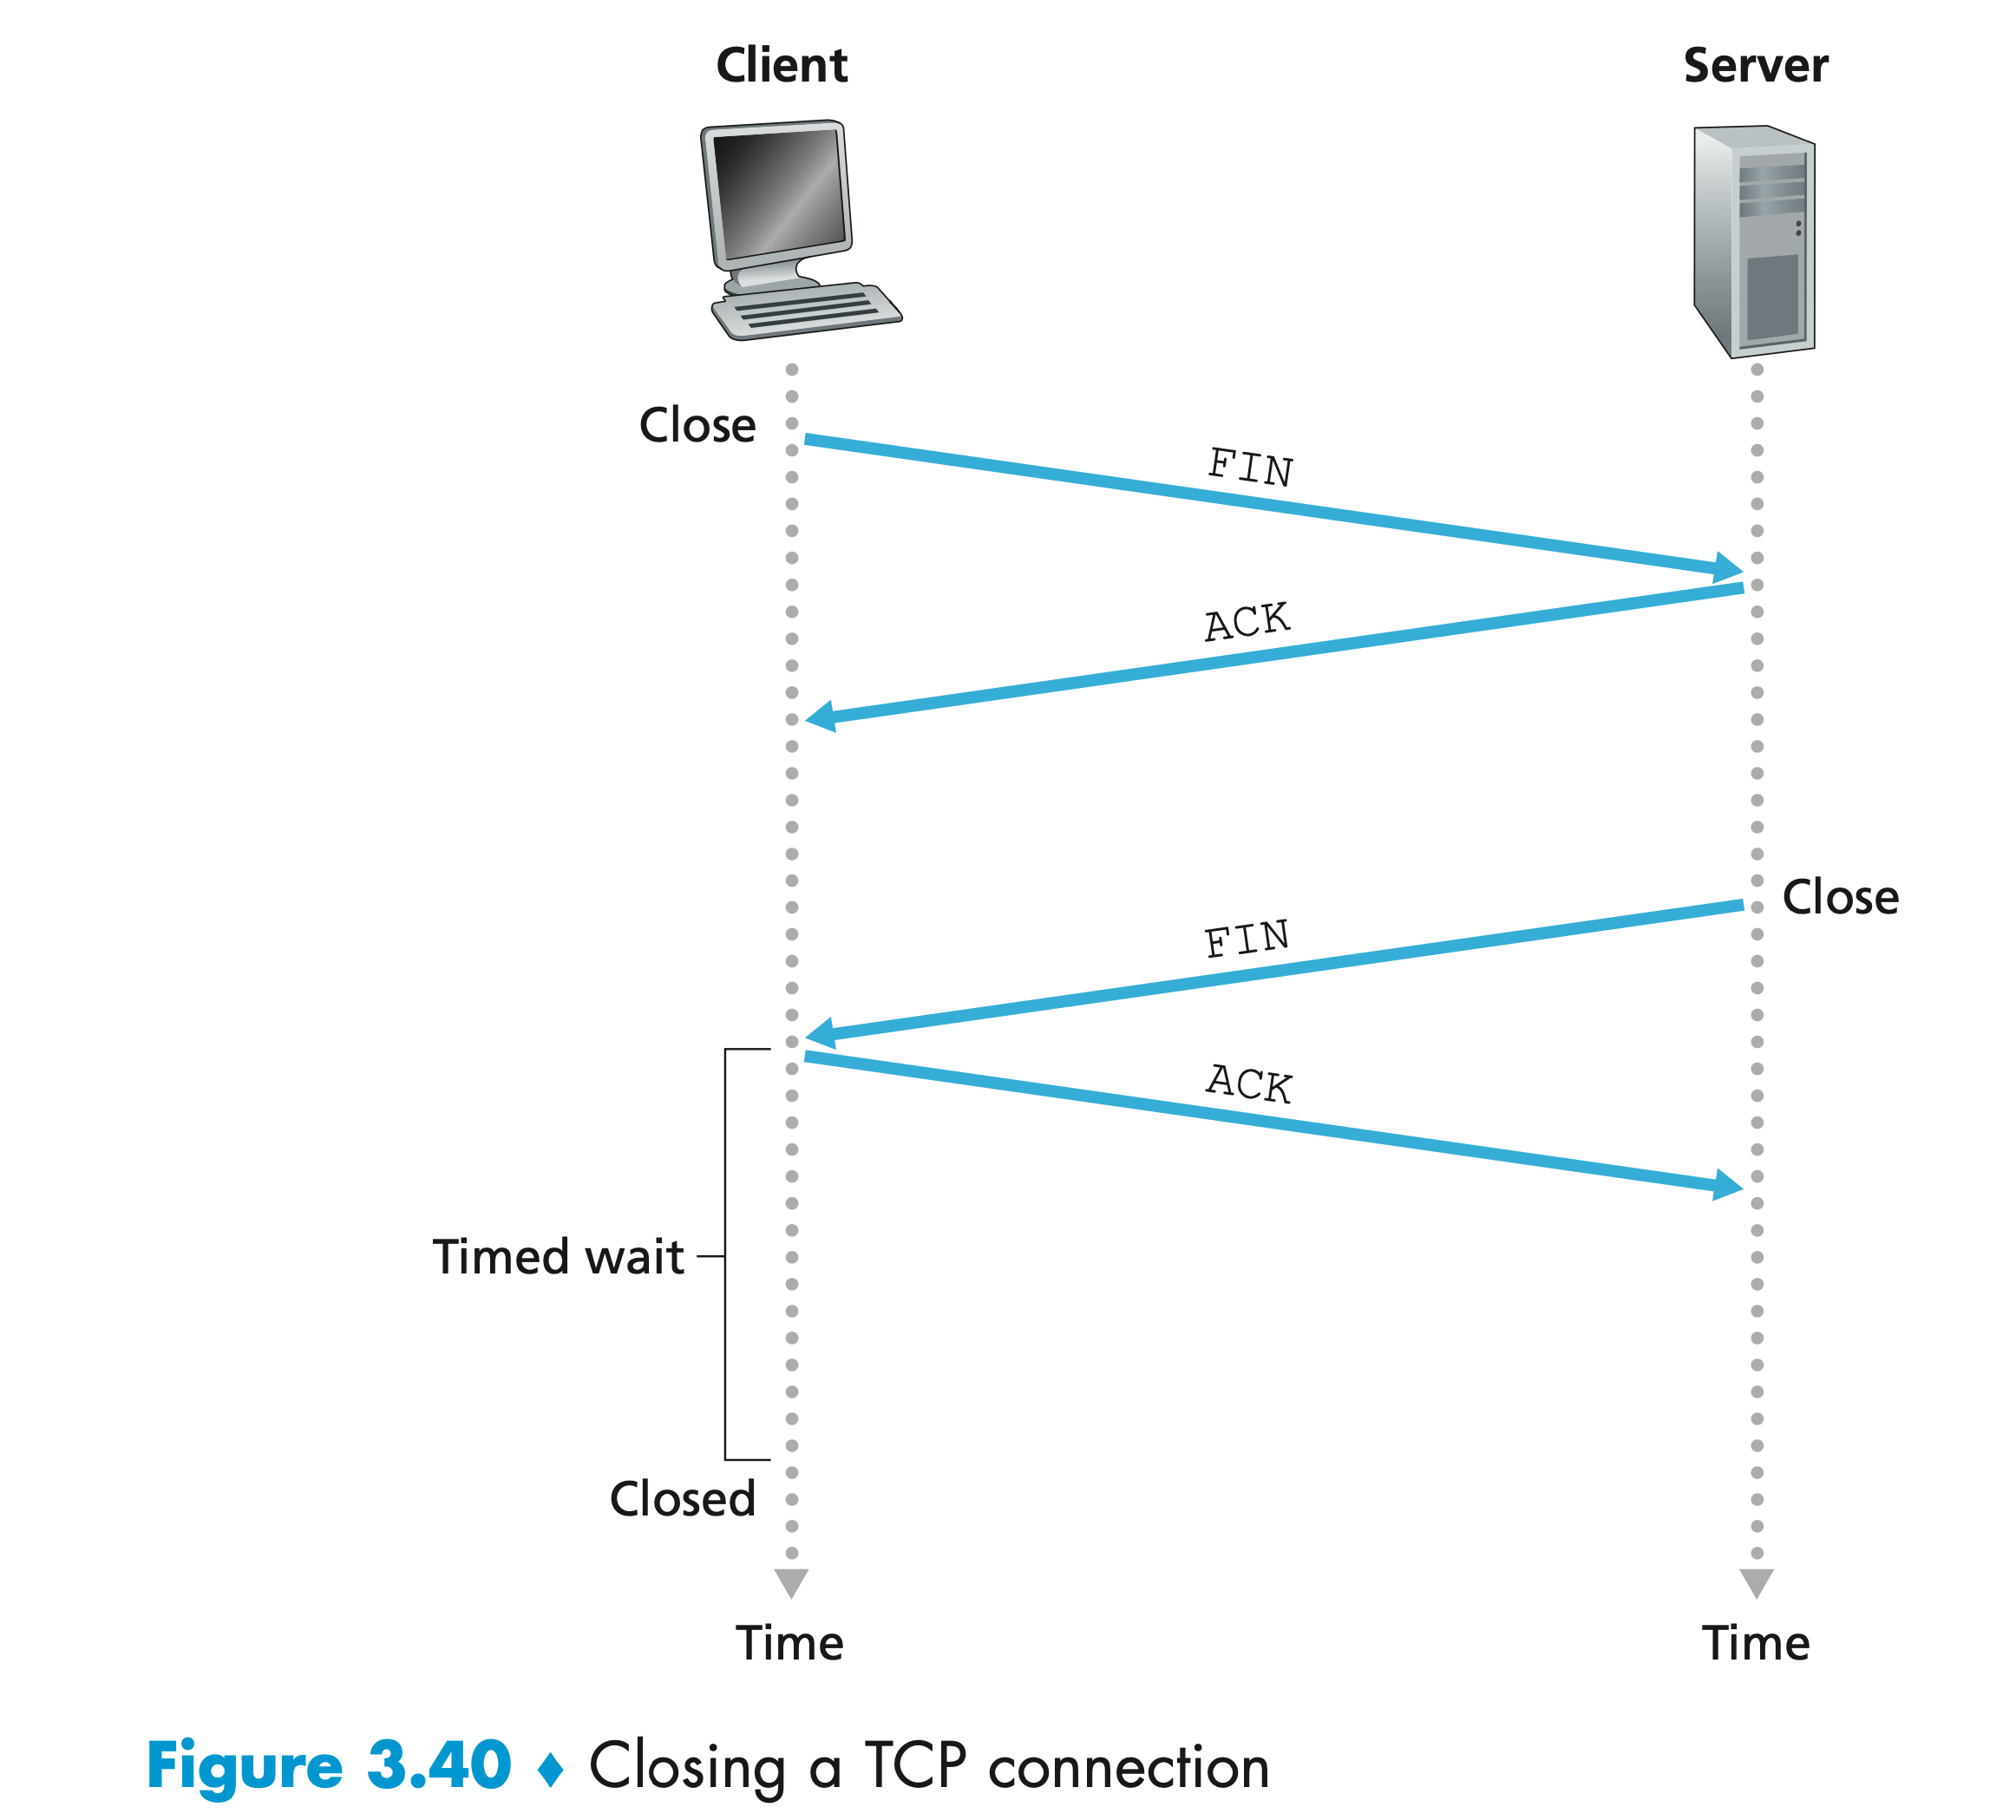 Client
Server
Close
FIN
ACK
Close
FIN
ACK
Timed wait
Closed
Time
Time
Figure 3.40 ♦ Closing a TCP connection